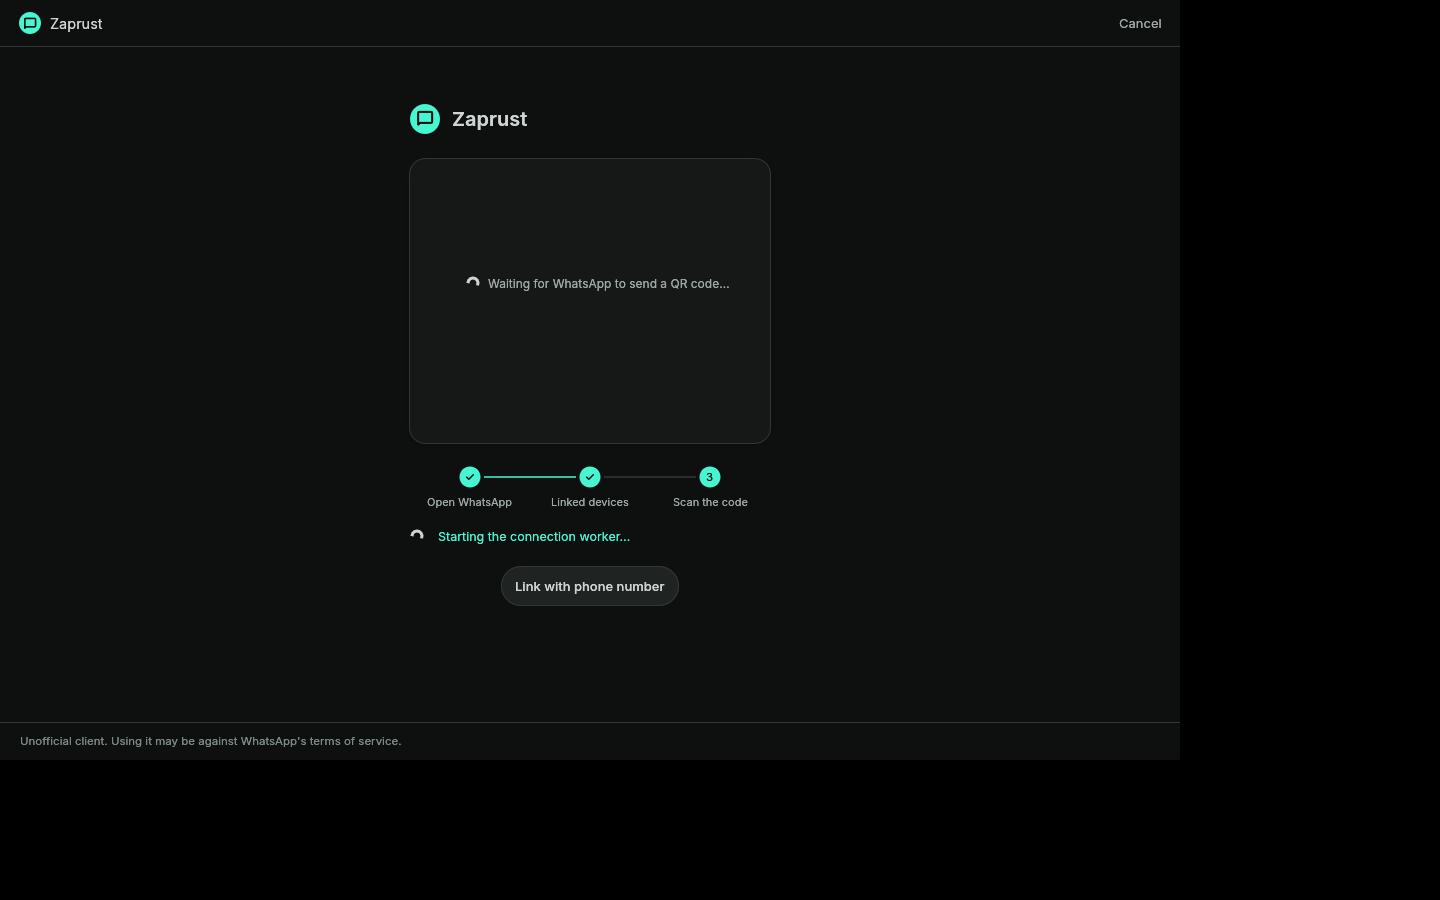 Zaprust
Cancel
Zaprust
Waiting for WhatsApp to send a QR code...
3
Open WhatsApp
Linked devices
Scan the code
Starting the connection worker...
Link with phone number
Unofficial client. Using it may be against WhatsApp's terms of service.